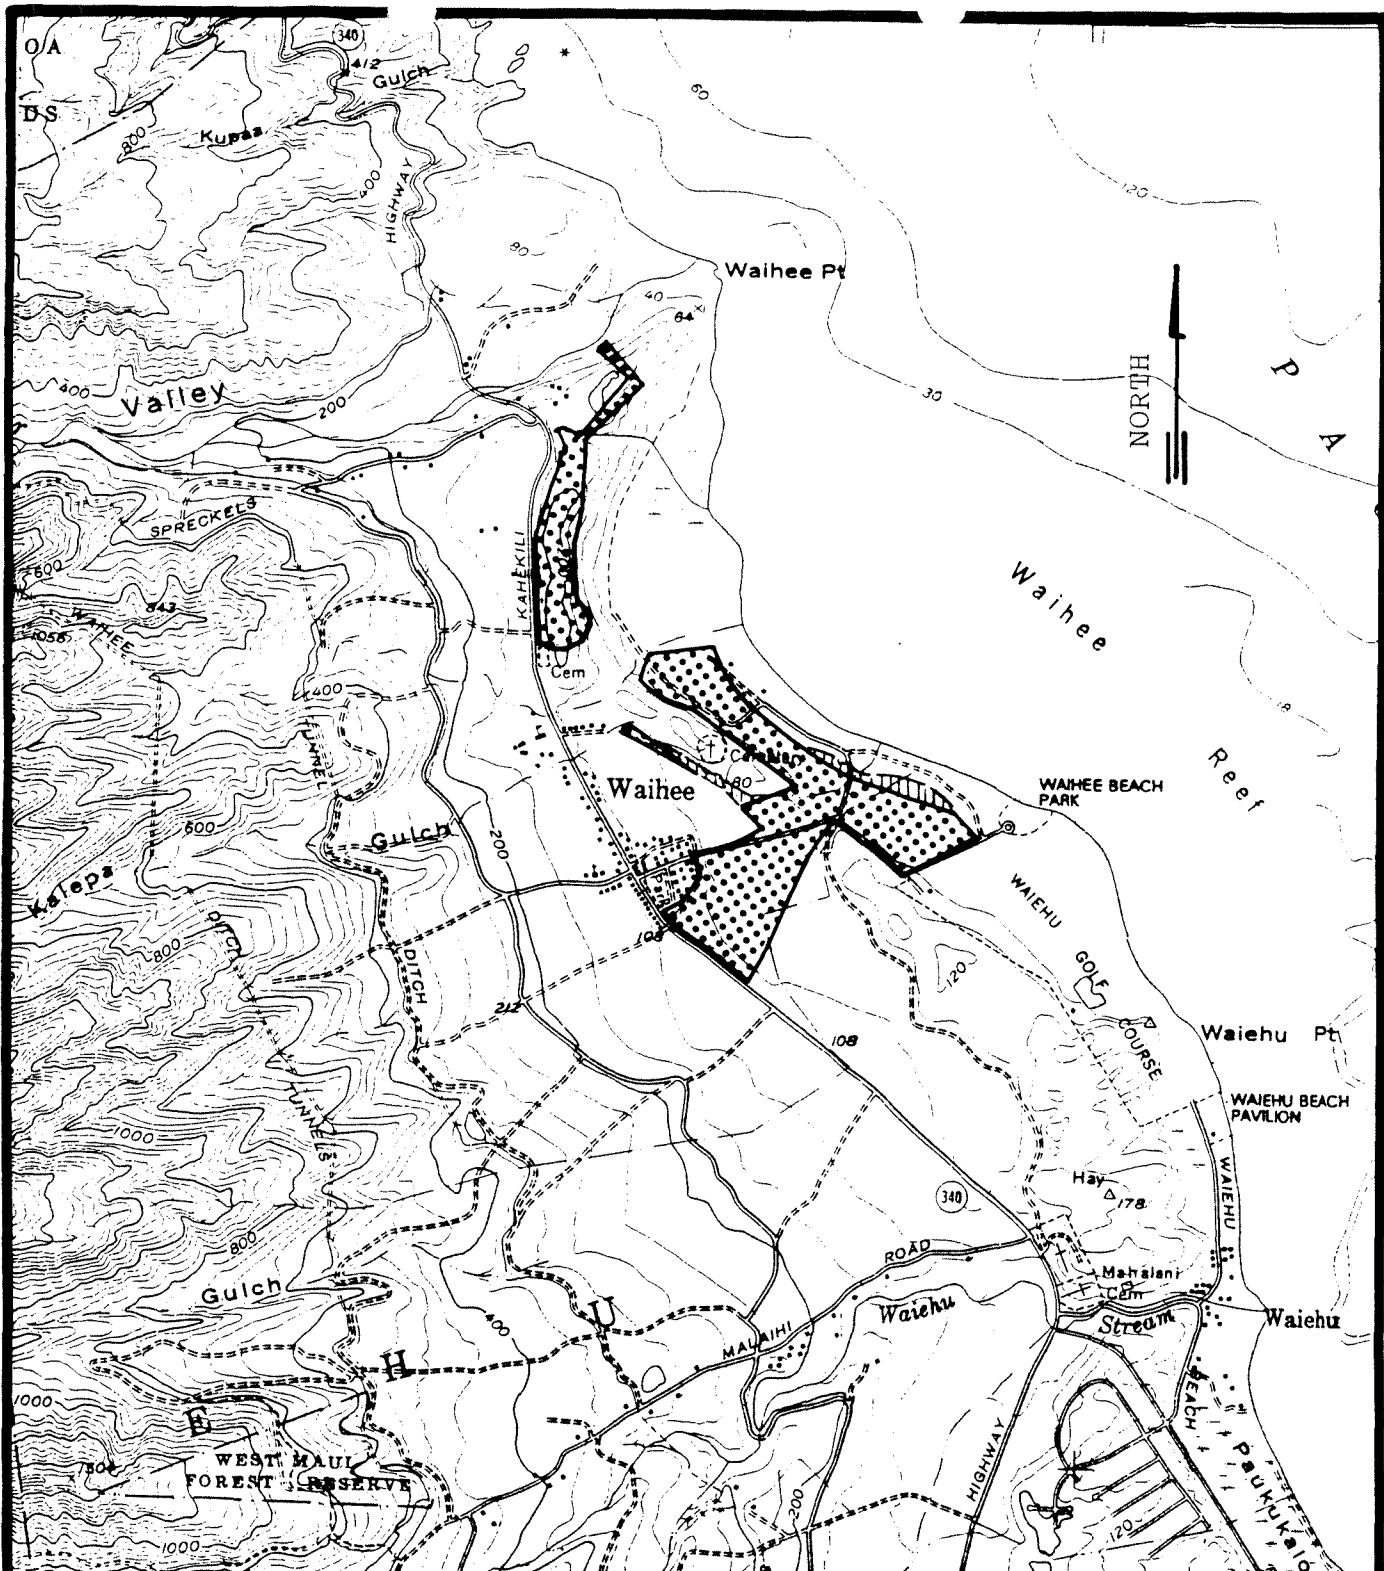 OA
340
412
Gulch
60
DS
800
Kupaa
400
HIGHWAY
120
80
Waihee Pt
40
64
P
400
Valley
200
30
NORTH
A
SPRECKELS
KAHEKILI
600
843
WAIHEE
1056
Waihee
Cem
400
TUNNEL
Reef
80
Waihee
WAIHEE BEACH
PARK
600
Gulch
200
Kalepa
WAIEHU
800
DITCH
108
DITCH
120
GOLF
212
COURSE
Waiehu Pt
108
1000
TUNNELS
WAIEHU BEACH
PAVILION
Hay
178
WAIEHU
340
800
ROAD
Mahalani
Cem
Gulch
U
400
Waiehu
Stream
Waiehu
MALAIHI
H
BEACH
1000
E
HIGHWAY
WEST MAUI
FOREST RESERVE
Paukukalo
200
120
1000